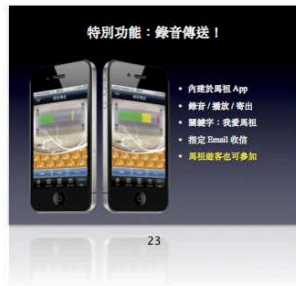 特別功能：錄音傳送！
• 內建於馬祖 App
• 錄音 / 播放 / 寄出
• 關鍵字：我愛馬祖
• 指定 Email 收信
• 馬祖遊客也可參加
23